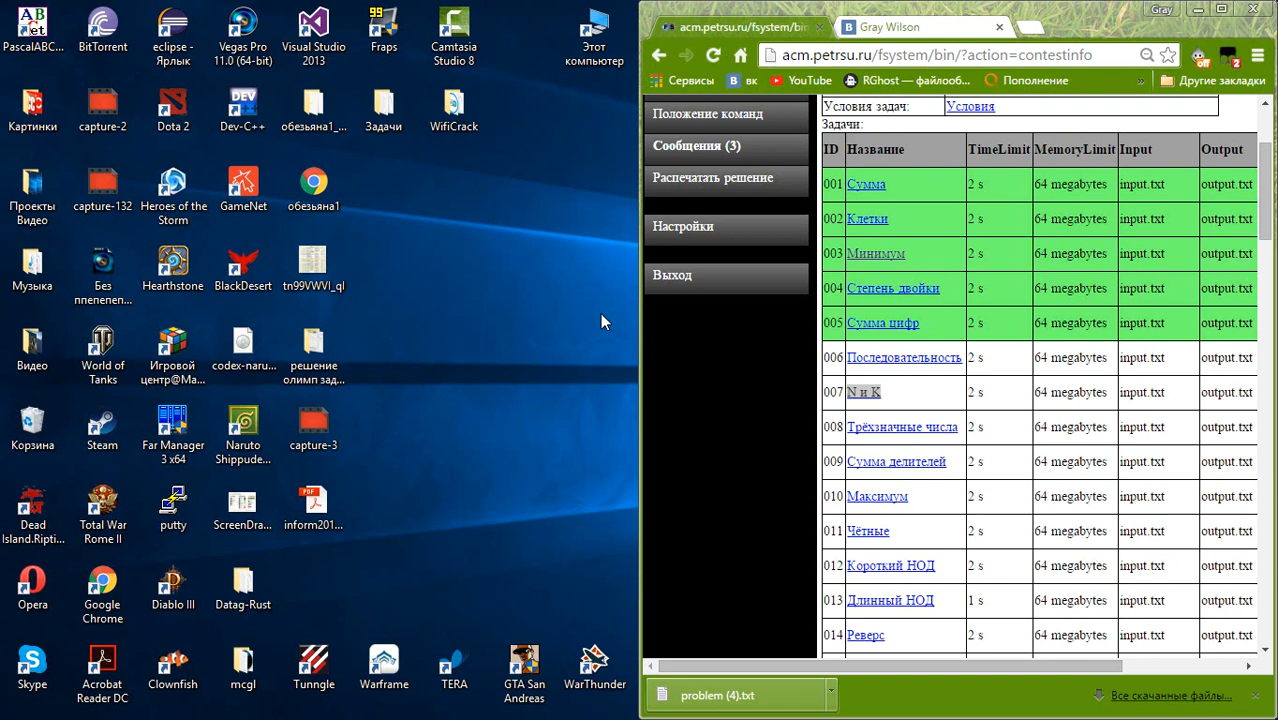 PascalABC...
BitTorrent
eclipse -
Ярлык
Vegas Pro
11.0 (64-bit)
Visual Studio
2013
99
Fraps
Camtasia
Studio 8
Этот
компьютер
Картинки
capture-2
Dota 2
DEV
Dev-C++
обезьяна1_...
Задачи
WifiCrack
Проекты
Видео
capture-132
Heroes of the
Storm
GameNet
обезьяна1
Музыка
Без
ппепепеп...
Hearthstone
BlackDesert
tn99VWVl_qI
Видео
World of
Tanks
Игровой
центр@Ma...
codex-naru...
решение
олимп зад...
Корзина
Steam
Far Manager
3 x64
Naruto
Shippude...
capture-3
Dead
Island.Ripti...
Total War
Rome II
putty
ScreenDra...
PDF
inform201...
Opera
Google
Chrome
Diablo III
Datag-Rust
Skype
Acrobat
Reader DC
Clownfish
mcgl
Tunngle
Warframe
TERA
GTA San
Andreas
WarThunder
Gray
acm.petrsu.ru/fsystem/bin/
Gray Wilson
acm.petrsu.ru/fsystem/bin/?action=contestinfo
off
2
Сервисы
вк
YouTube
RGhost — файлооб...
Пополнение
»
Другие закладки
Положение команд
Сообщения (3)
Распечатать решение
Настройки
Выход
Условия задач: Условия
Задачи:
ID Название TimeLimit MemoryLimit Input Output
001 Сумма 2 s 64 megabytes input.txt output.txt
002 Клетки 2 s 64 megabytes input.txt output.txt
003 Минимум 2 s 64 megabytes input.txt output.txt
004 Степень двойки 2 s 64 megabytes input.txt output.txt
005 Сумма цифр 2 s 64 megabytes input.txt output.txt
006 Последовательность 2 s 64 megabytes input.txt output.txt
007 N и K 2 s 64 megabytes input.txt output.txt
008 Трёхзначные числа 2 s 64 megabytes input.txt output.txt
009 Сумма делителей 2 s 64 megabytes input.txt output.txt
010 Максимум 2 s 64 megabytes input.txt output.txt
011 Чётные 2 s 64 megabytes input.txt output.txt
012 Короткий НОД 2 s 64 megabytes input.txt output.txt
013 Длинный НОД 1 s 64 megabytes input.txt output.txt
014 Реверс 2 s 64 megabytes input.txt output.txt
problem (4).txt
Все скачанные файлы...